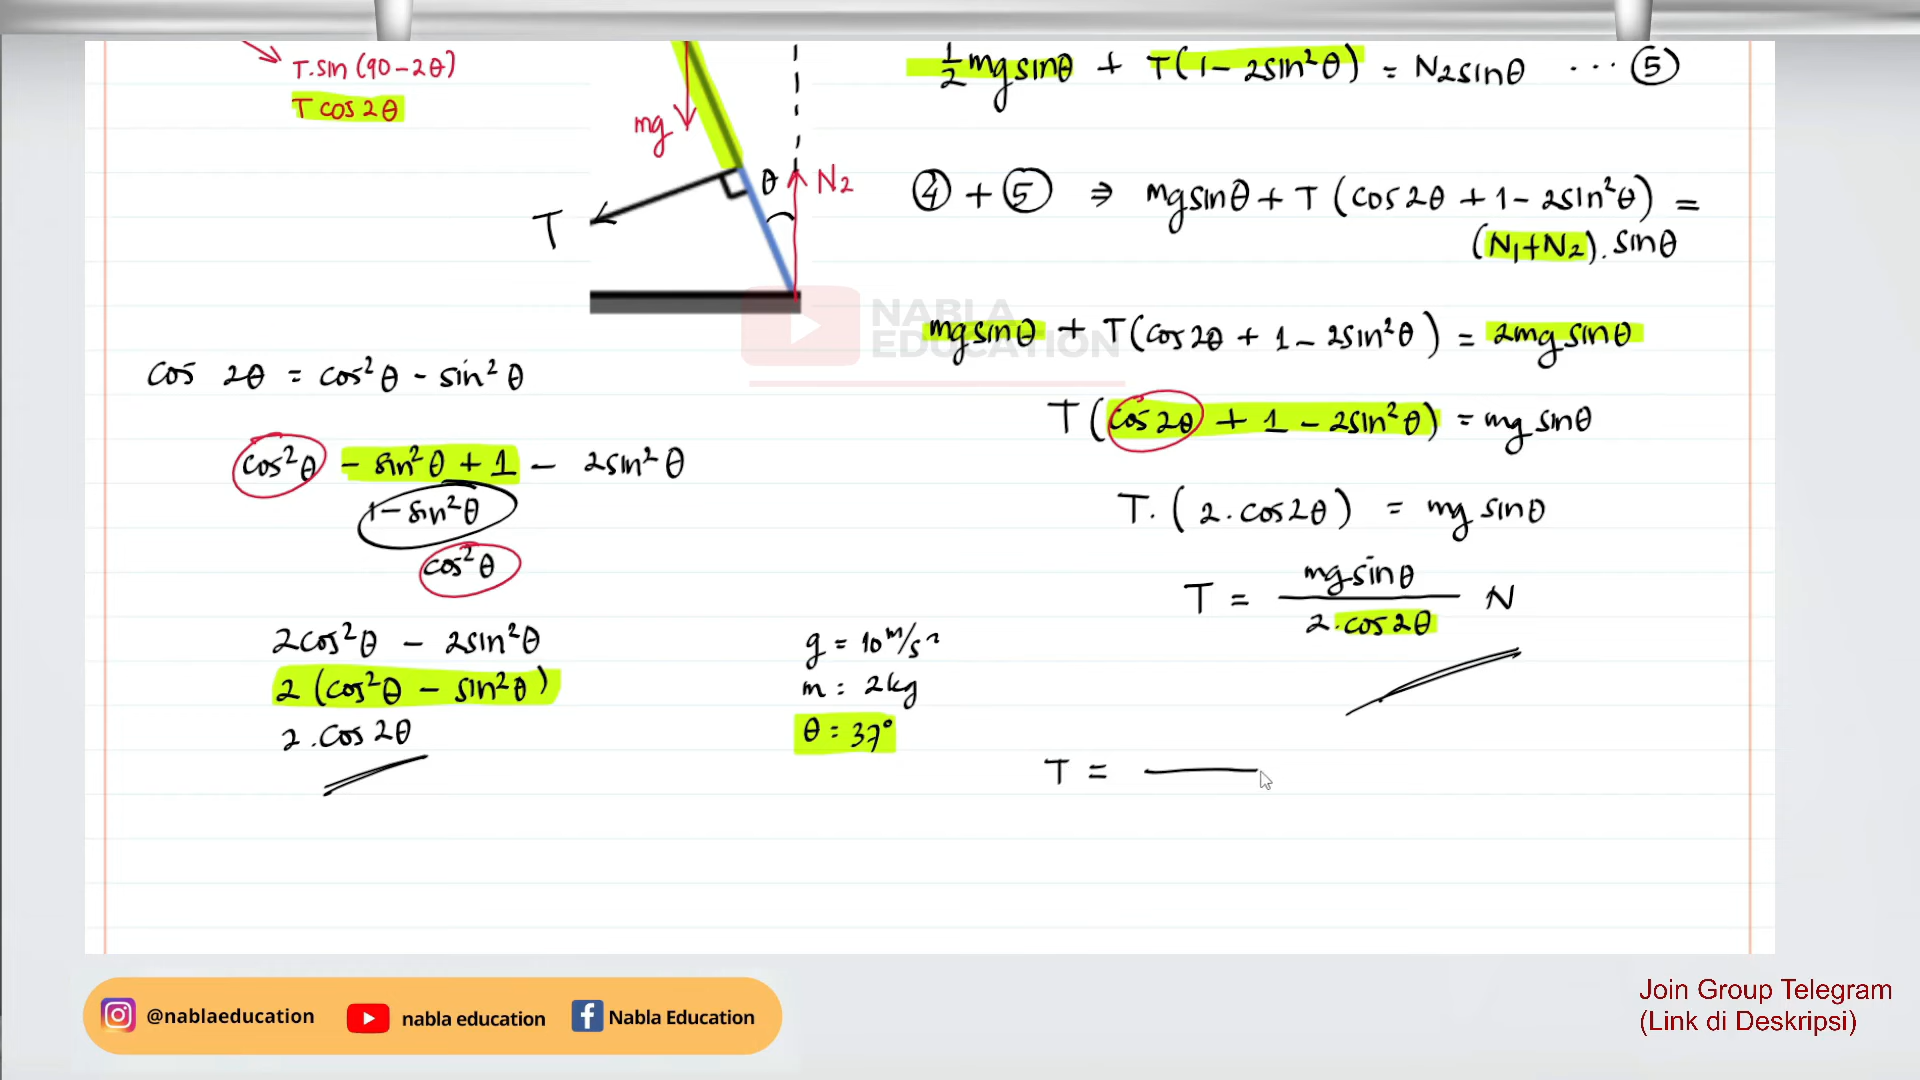 T.sin (90 - 2θ)
T cos 2θ
mg
θ
N2
T
cos 2θ = cos²θ - sin²θ
cos²θ - sin²θ + 1 - 2sin²θ
1 - sin²θ
cos²θ
2cos²θ - 2sin²θ
2 (cos²θ - sin²θ)
2 . cos 2θ
g = 10 m/s²
m : 2kg
θ = 37°
½ mg sinθ + T(1 - 2sin²θ) = N2 sinθ ... ⑤
④ + ⑤ ⇒ mg sinθ + T (cos 2θ + 1 - 2sin²θ) =
(N1+N2). sinθ
NABLA
EDUCATION
mg sinθ + T(cos 2θ + 1 - 2sin²θ) = 2mg sinθ
T (cos 2θ + 1 - 2sin²θ) = mg sinθ
T. (2. cos2θ) = mg sinθ
T = mg sinθ / 2. cos2θ N
T =
@nablaeducation
nabla education
Nabla Education
Join Group Telegram
(Link di Deskripsi)